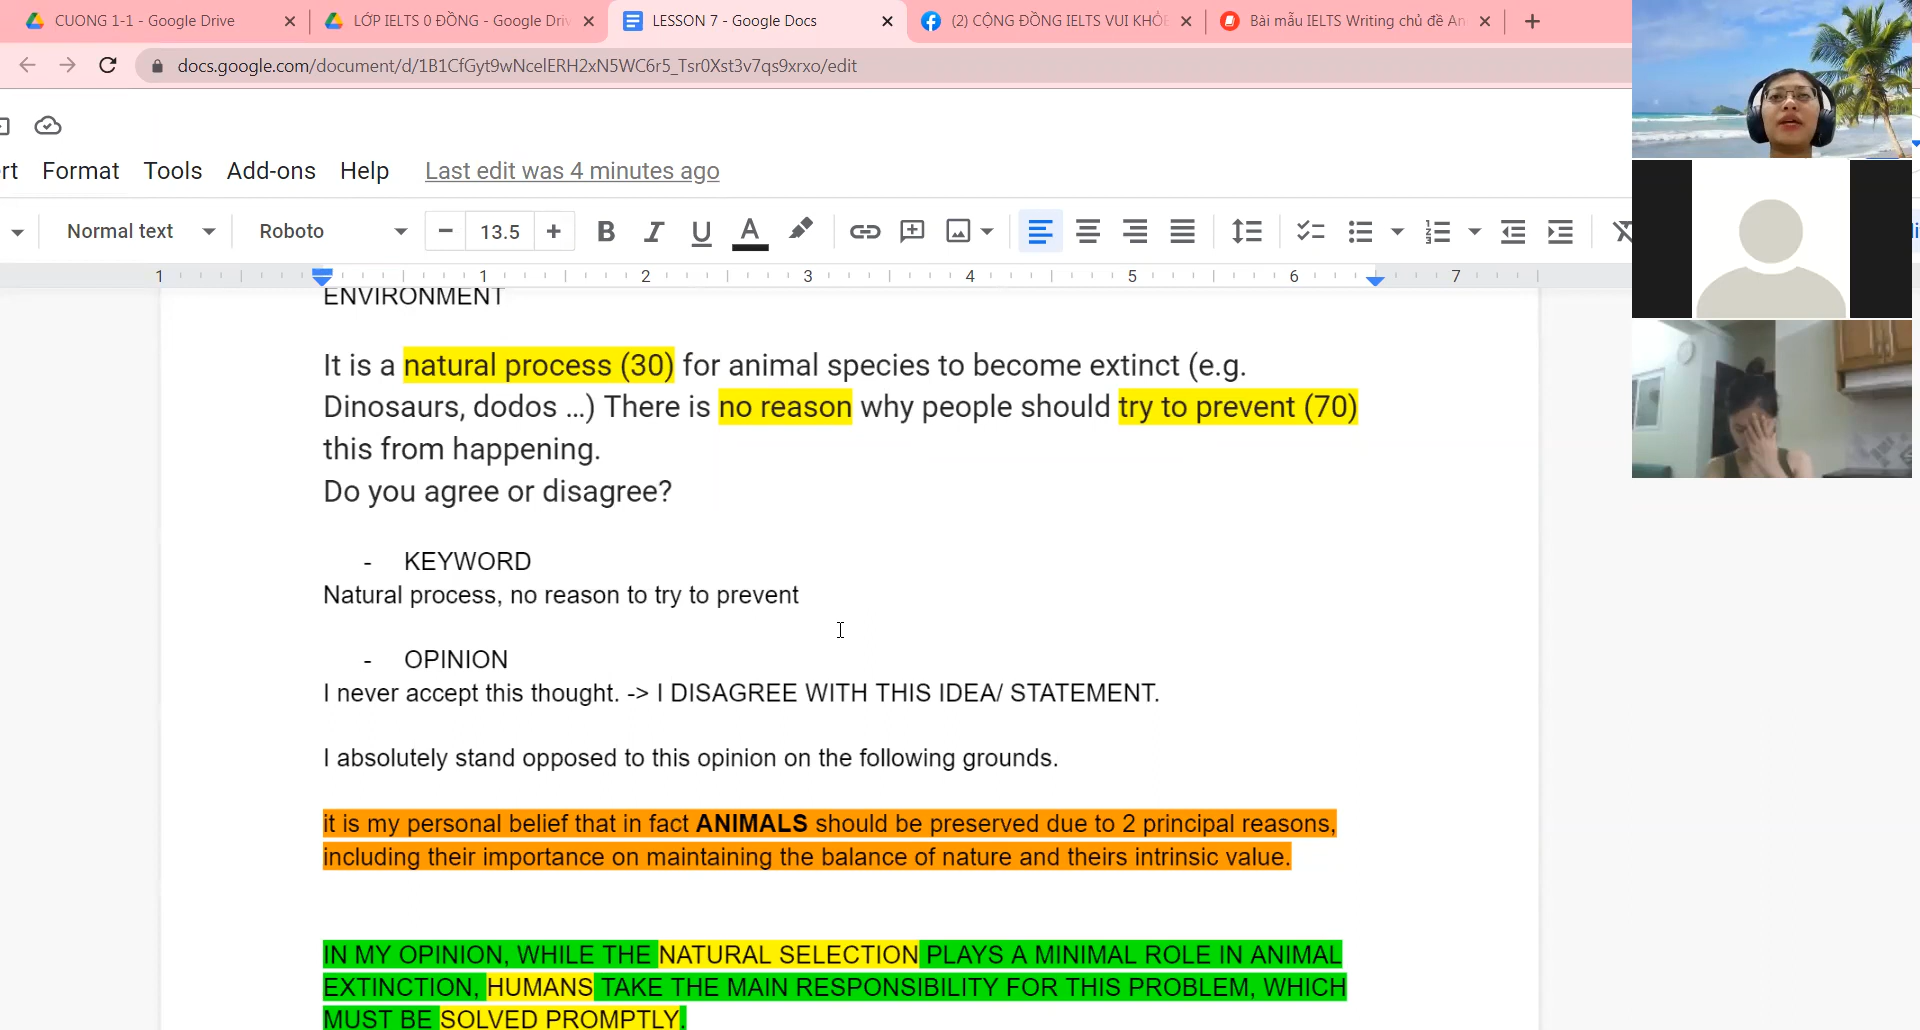 CUONG 1-1 - Google Drive
LỚP IELTS 0 ĐỒNG - Google Driv
LESSON 7 - Google Docs
(2) CỘNG ĐỒNG IELTS VUI KHỎE
Bài mẫu IELTS Writing chủ đề An
docs.google.com/document/d/1B1CfGyt9wNcelERH2xN5WC6r5_Tsr0Xst3v7qs9xrxo/edit
rt Format Tools Add-ons Help Last edit was 4 minutes ago
Normal text Roboto 13.5
1 1 2 3 4 5 6 7
ENVIRONMENT
It is a natural process (30) for animal species to become extinct (e.g.
Dinosaurs, dodos ...) There is no reason why people should try to prevent (70)
this from happening.
Do you agree or disagree?
- KEYWORD
Natural process, no reason to try to prevent
- OPINION
I never accept this thought. -> I DISAGREE WITH THIS IDEA/ STATEMENT.
I absolutely stand opposed to this opinion on the following grounds.
it is my personal belief that in fact ANIMALS should be preserved due to 2 principal reasons,
including their importance on maintaining the balance of nature and theirs intrinsic value.
IN MY OPINION, WHILE THE NATURAL SELECTION PLAYS A MINIMAL ROLE IN ANIMAL
EXTINCTION, HUMANS TAKE THE MAIN RESPONSIBILITY FOR THIS PROBLEM, WHICH
MUST BE SOLVED PROMPTLY.